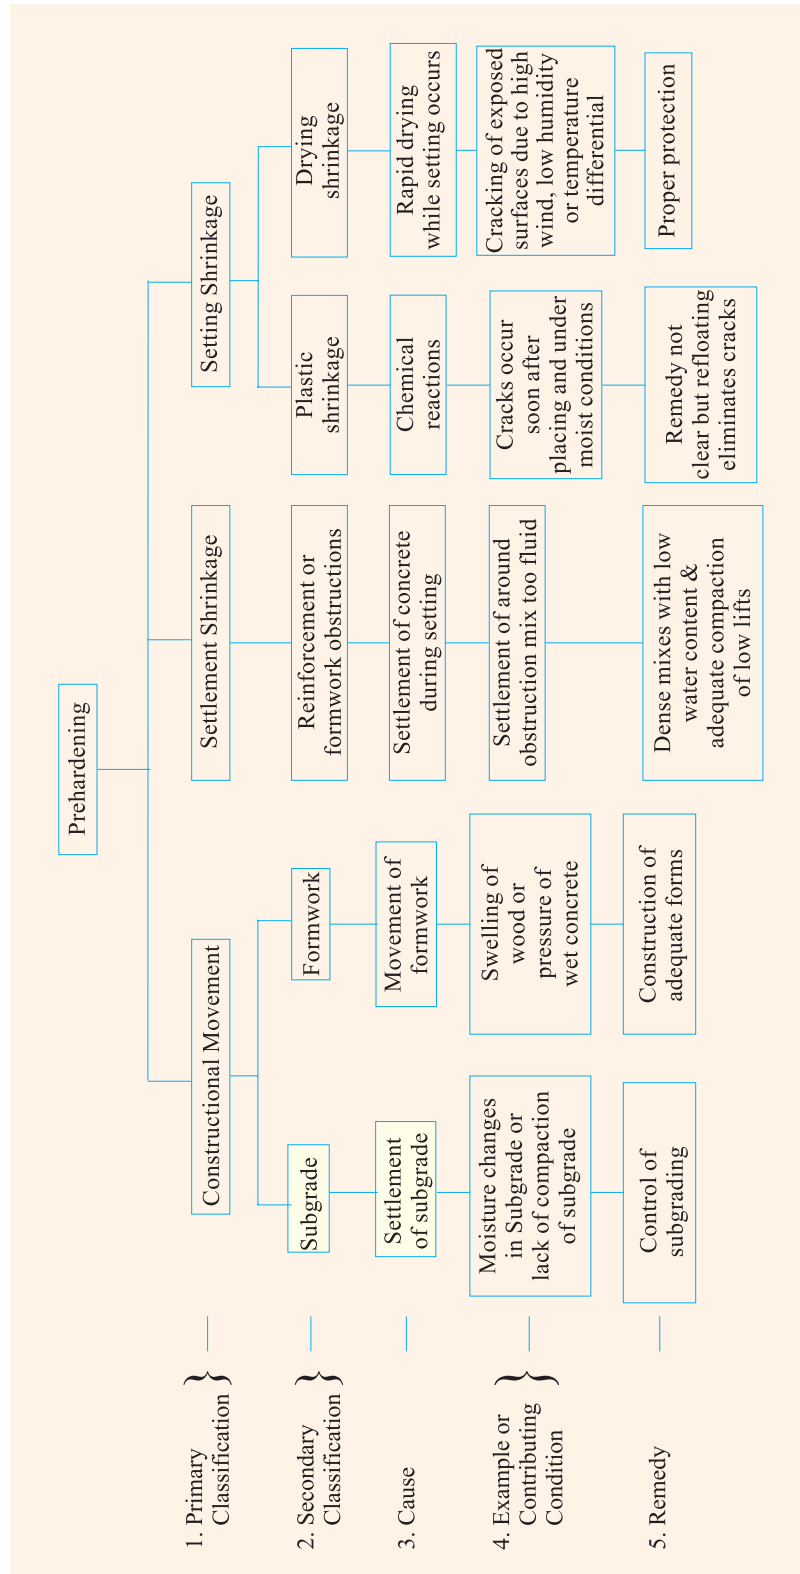 Prehardening
1. Primary
Classification
Constructional Movement
Settlement Shrinkage
Setting Shrinkage
2. Secondary
Classification
Subgrade
Formwork
Reinforcement or
formwork obstructions
Plastic
shrinkage
Drying
shrinkage
3. Cause
Settlement
of subgrade
Movement of
formwork
Settlement of concrete
during setting
Chemical
reactions
Rapid drying
while setting occurs
4. Example or
Contributing
Condition
Moisture changes
in Subgrade or
lack of compaction
of subgrade
Swelling of
wood or
pressure of
wet concrete
Settlement of around
obstruction mix too fluid
Cracks occur
soon after
placing and under
moist conditions
Cracking of exposed
surfaces due to high
wind, low humidity
or temperature
differential
5. Remedy
Control of
subgrading
Construction of
adequate forms
Dense mixes with low
water content &
adequate compaction
of low lifts
Remedy not
clear but refloating
eliminates cracks
Proper protection